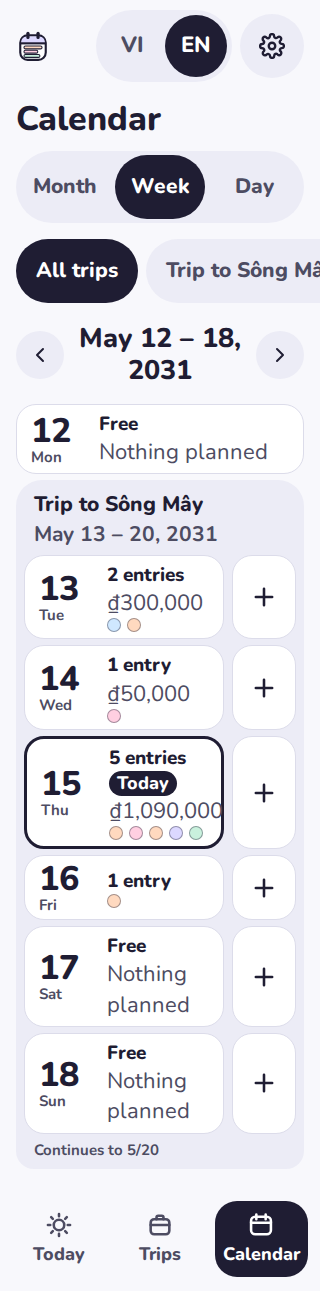 VI
EN
Calendar
Month
Week
Day
All trips
Trip to Sông Mâ
May 12 – 18,
2031
12
Mon
Free
Nothing planned
Trip to Sông Mây
May 13 – 20, 2031
13
Tue
2 entries
₫300,000
14
Wed
1 entry
₫50,000
15
Thu
5 entries
Today
₫1,090,000
16
Fri
1 entry
17
Sat
Free
Nothing
planned
18
Sun
Free
Nothing
planned
Continues to 5/20
Today
Trips
Calendar